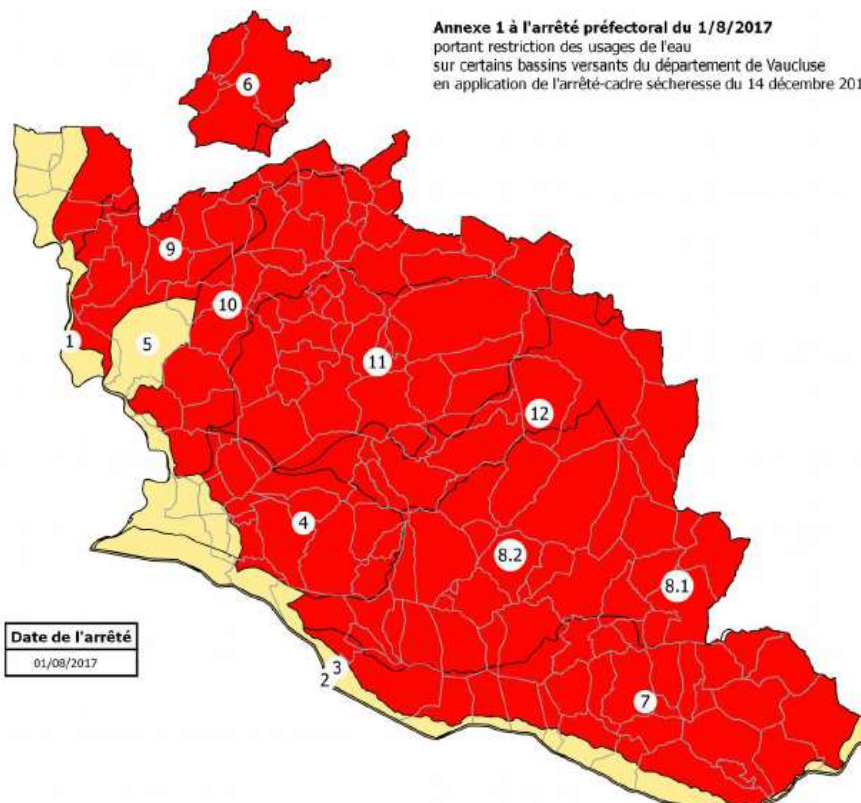 Annexe 1 à l'arrêté préfectoral du 1/8/2017
portant restriction des usages de l'eau
sur certains bassins versants du département de Vaucluse
en application de l'arrêté-cadre sécheresse du 14 décembre 201
6
9
10
1
5
11
12
4
8.2
8.1
Date de l'arrêté
01/08/2017
3
2
7